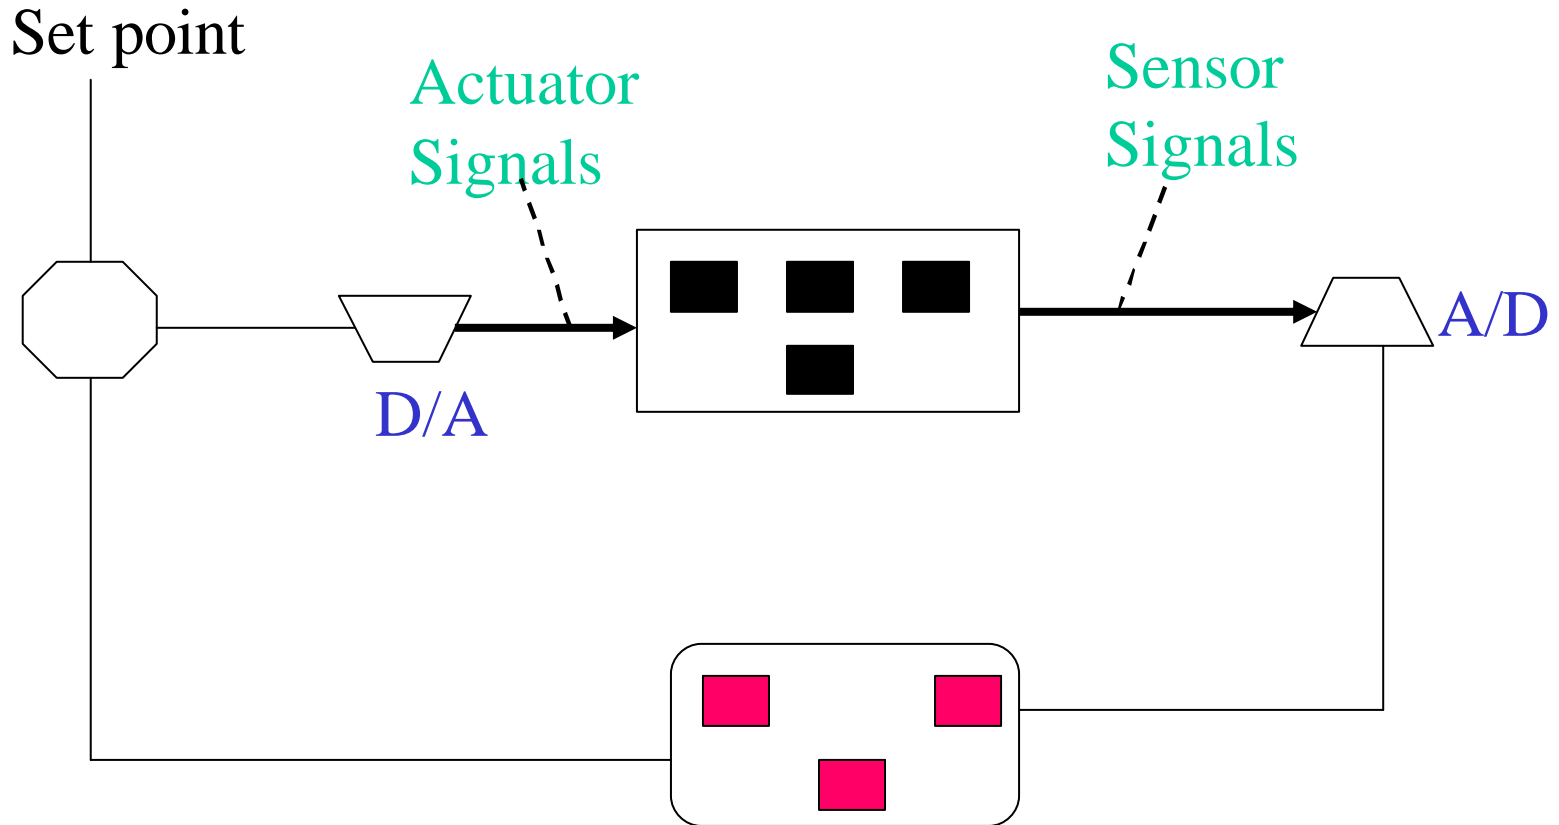 Set point
Actuator
Signals
Sensor
Signals
D/A
A/D